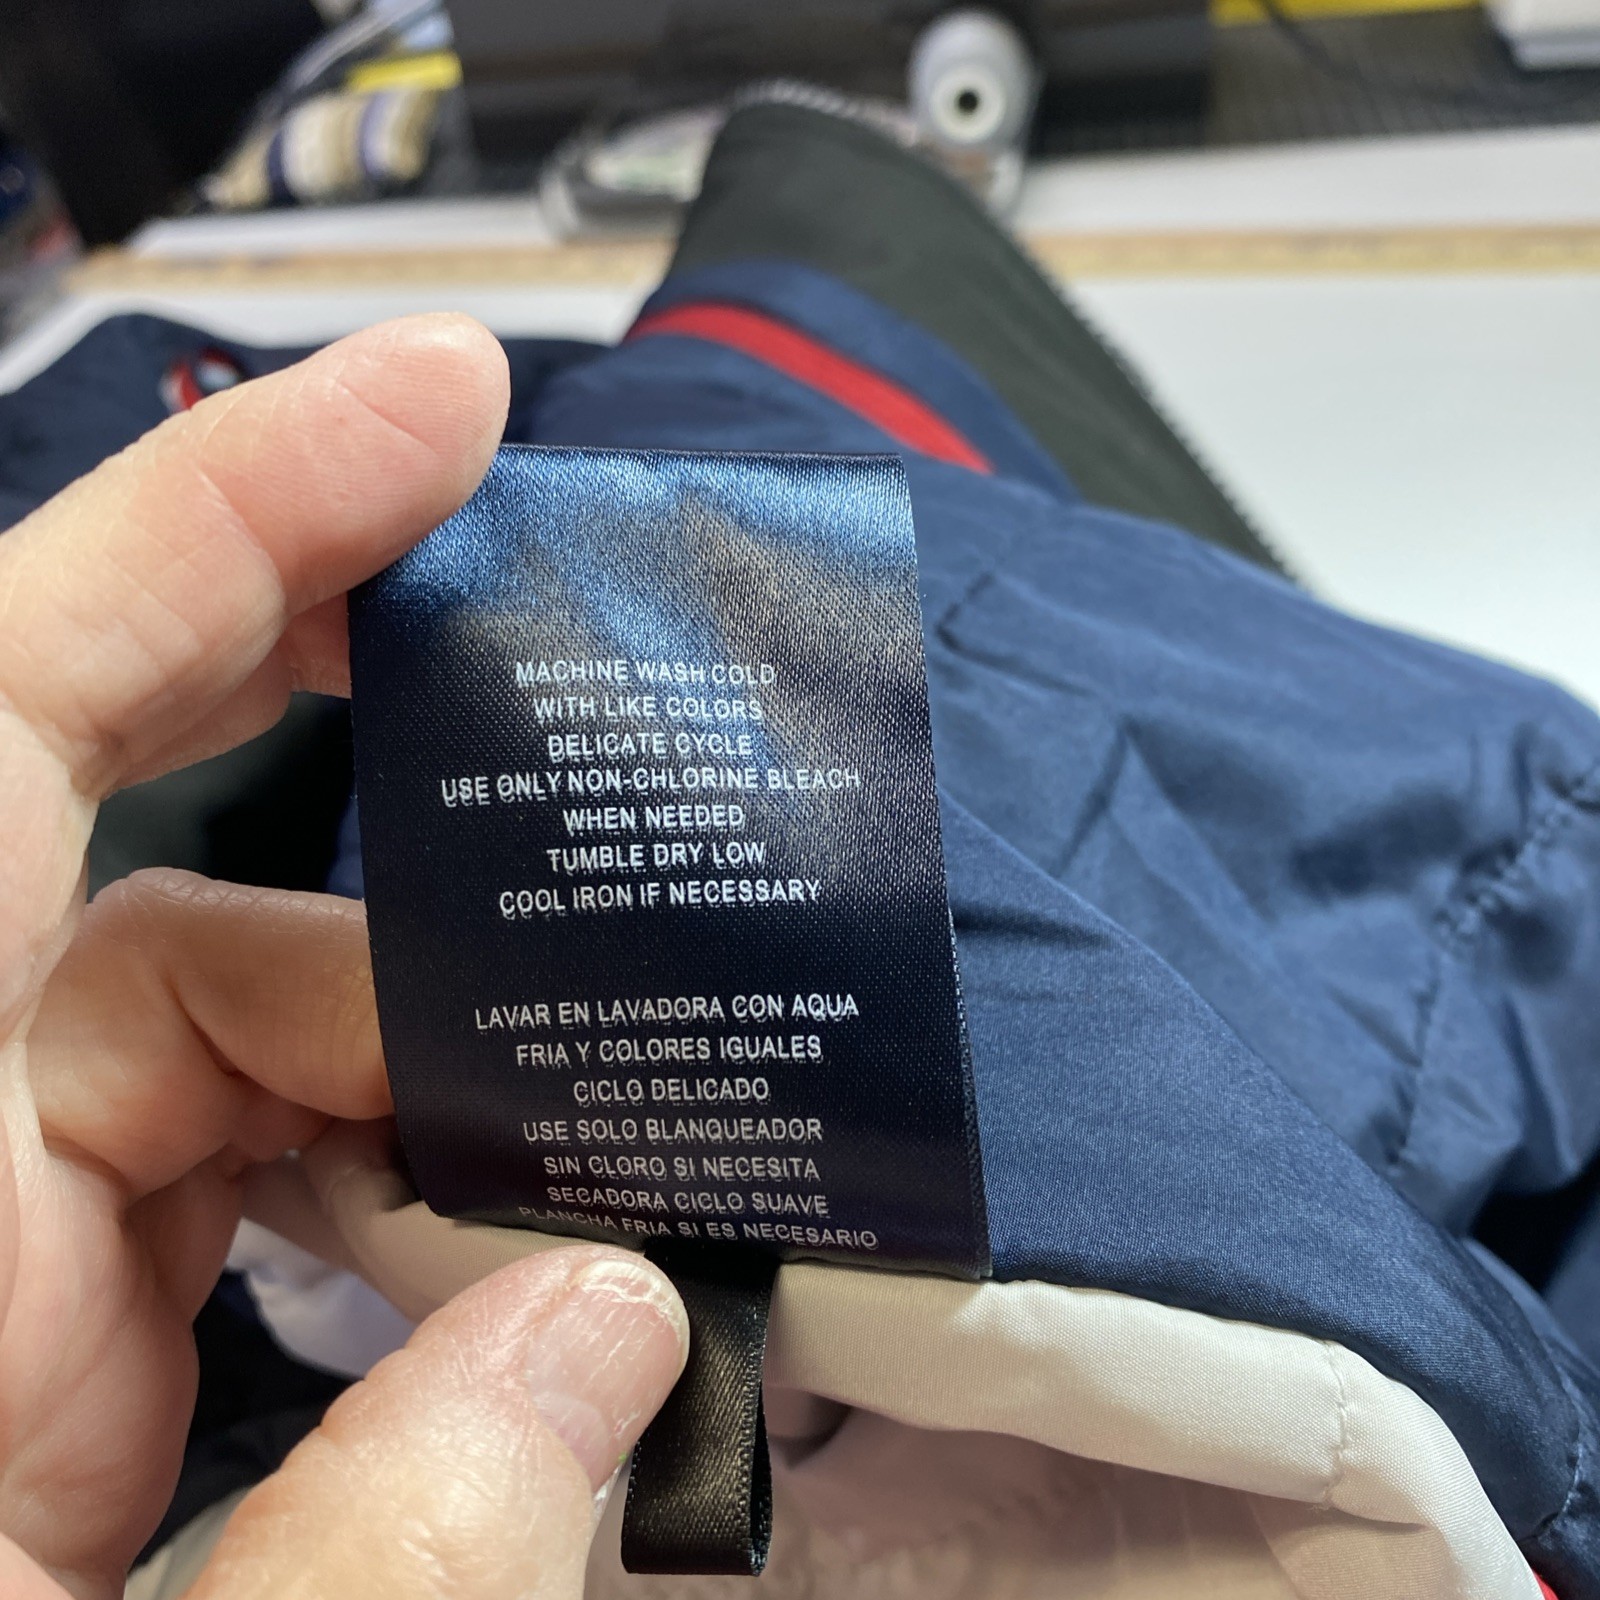 MACHINE WASH COLD
WITH LIKE COLORS
DELICATE CYCLE
USE ONLY NON-CHLORINE BLEACH
WHEN NEEDED
TUMBLE DRY LOW
COOL IRON IF NECESSARY
LAVAR EN LAVADORA CON AQUA
FRIA Y COLORES IGUALES
CICLO DELICADO
USE SOLO BLANQUEADOR
SIN CLORO SI NECESITA
SECADORA CICLO SUAVE
PLANCHA FRIA SI ES NECESARIO